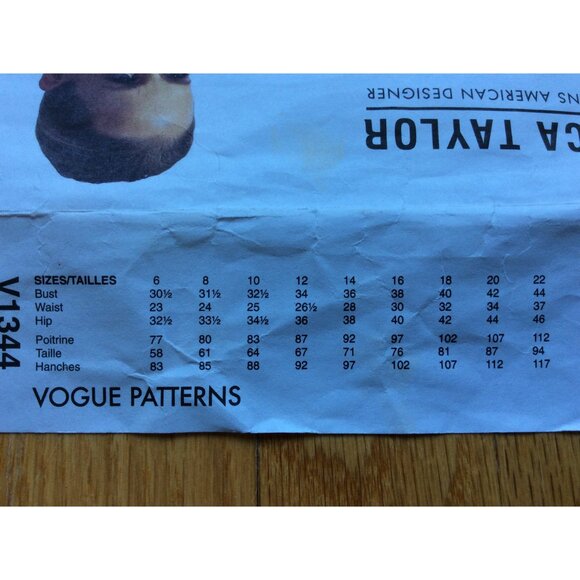 NS AMERICAN DESIGNER
CA TAYLOR
V1344
SIZES/TAILLES 6 8 10 12 14 16 18 20 22
Bust 30½ 31½ 32½ 34 36 38 40 42 44
Waist 23 24 25 26½ 28 30 32 34 37
Hip 32½ 33½ 34½ 36 38 40 42 44 46
Poitrine 77 80 83 87 92 97 102 107 112
Taille 58 61 64 67 71 76 81 87 94
Hanches 83 85 88 92 97 102 107 112 117
VOGUE PATTERNS